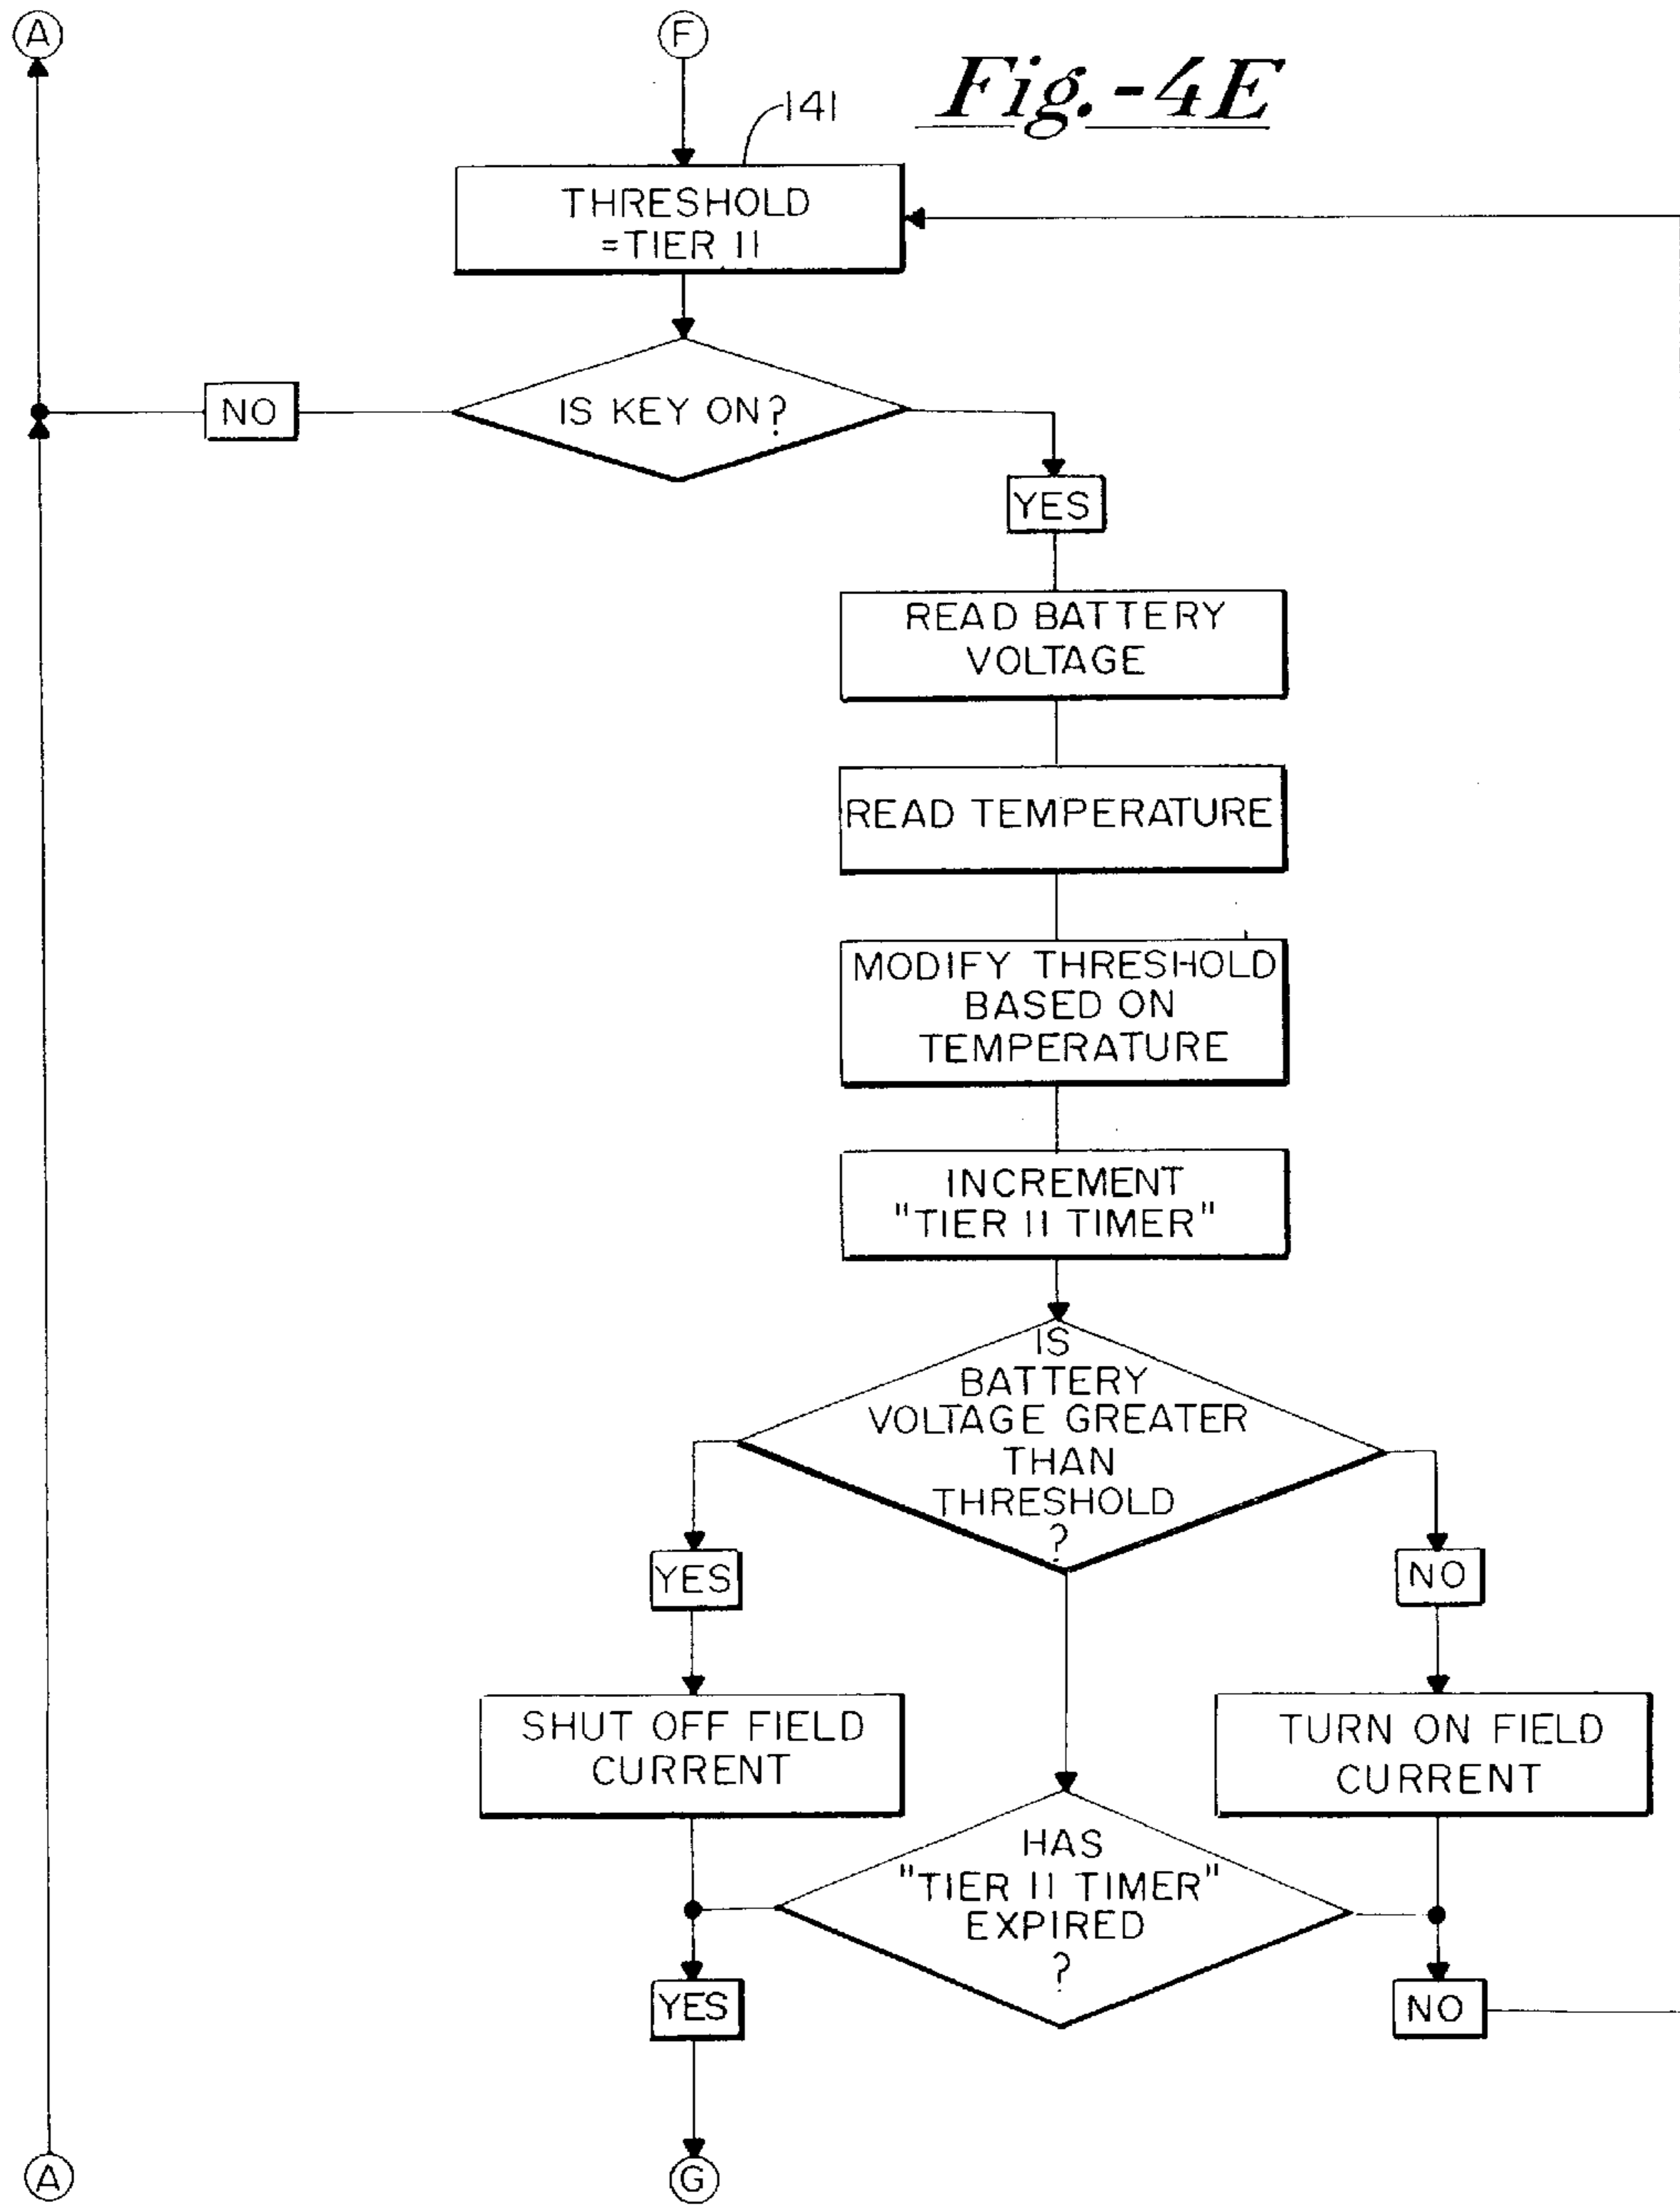 A
F
Fig.-4E
141
THRESHOLD
=TIER II
IS KEY ON?
NO
YES
READ BATTERY
VOLTAGE
READ TEMPERATURE
MODIFY THRESHOLD
BASED ON
TEMPERATURE
INCREMENT
"TIER II TIMER"
IS
BATTERY
VOLTAGE GREATER
THAN
THRESHOLD
?
YES
NO
SHUT OFF FIELD
CURRENT
TURN ON FIELD
CURRENT
HAS
"TIER II TIMER"
EXPIRED
?
YES
NO
A
G